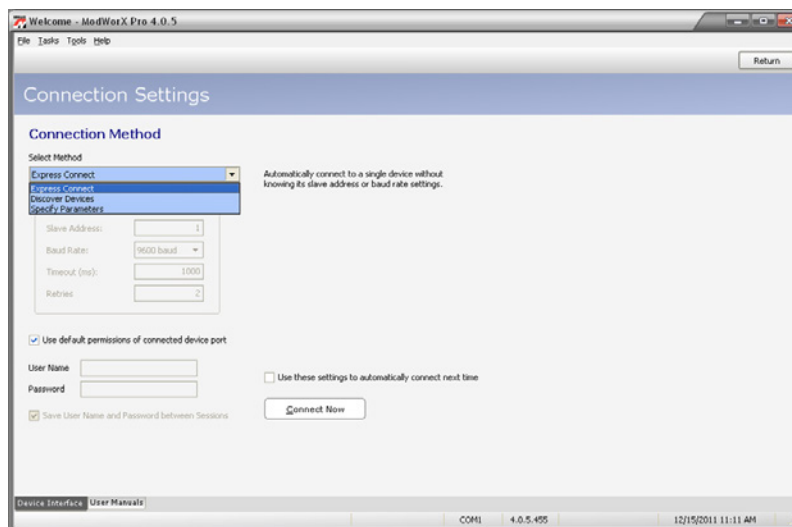 Welcome - ModWorX Pro 4.0.5
File Tasks Tools Help
Return
Connection Settings
Connection Method
Select Method
Express Connect
Express Connect
Discover Devices
Specify Parameters
Automatically connect to a single device without
knowing its slave address or baud rate settings.
Slave Address: 1
Baud Rate: 9600 baud
Timeout (ms): 1000
Retries 2
Use default permissions of connected device port
User Name
Password
Use these settings to automatically connect next time
Save User Name and Password between Sessions
Connect Now
Device Interface User Manuals
COM1 4.0.5.455 12/15/2011 11:11 AM